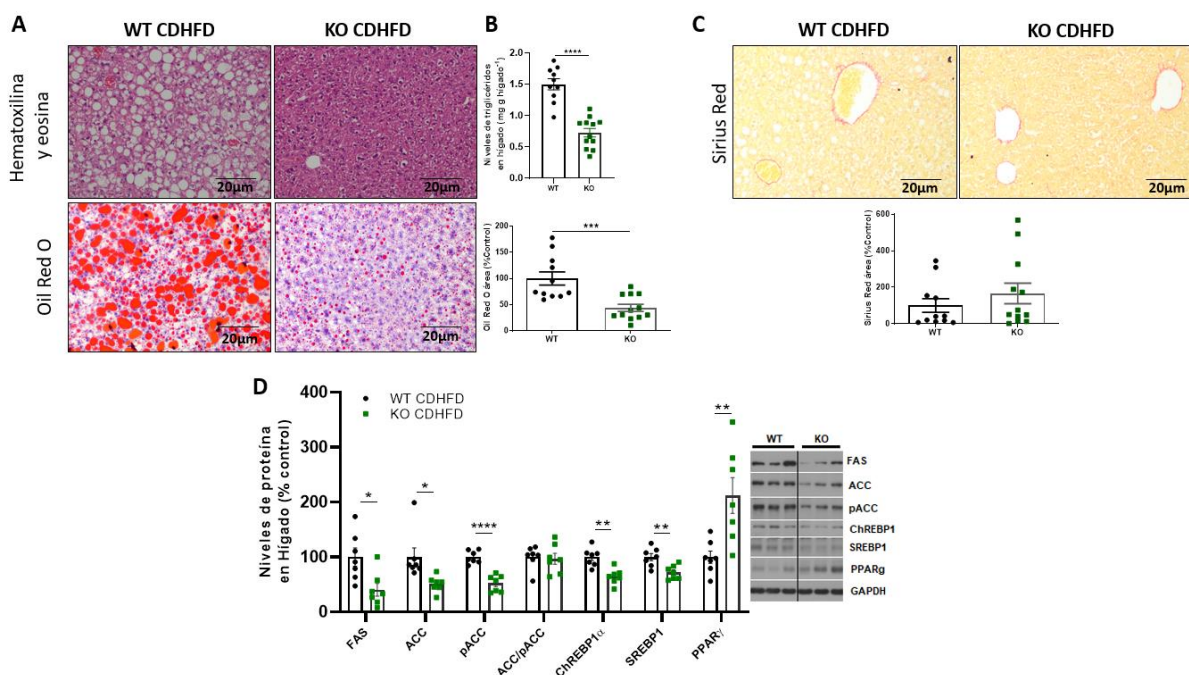 A
WT CDHFD
KO CDHFD
Hematoxilina
y eosina
20µm
20µm
Oil Red O
20µm
20µm
B
Niveles de triglicéridos
en hígado (mg g hígado⁻¹)
2.0
1.5
1.0
0.5
0.0
****
WT
KO
Oil Red O área (%Control)
200
150
100
50
0
***
WT
KO
C
WT CDHFD
KO CDHFD
Sirius Red
20µm
20µm
Sirius Red área (%Control)
600
400
200
0
WT
KO
D
WT CDHFD
KO CDHFD
Niveles de proteína
en Hígado (% control)
400
300
200
100
0
*
*
****
**
**
**
FAS
ACC
pACC
ACC/pACC
ChREBP1α
SREBP1
PPARγ
WT
KO
FAS
ACC
pACC
ChREBP1
SREBP1
PPARg
GAPDH